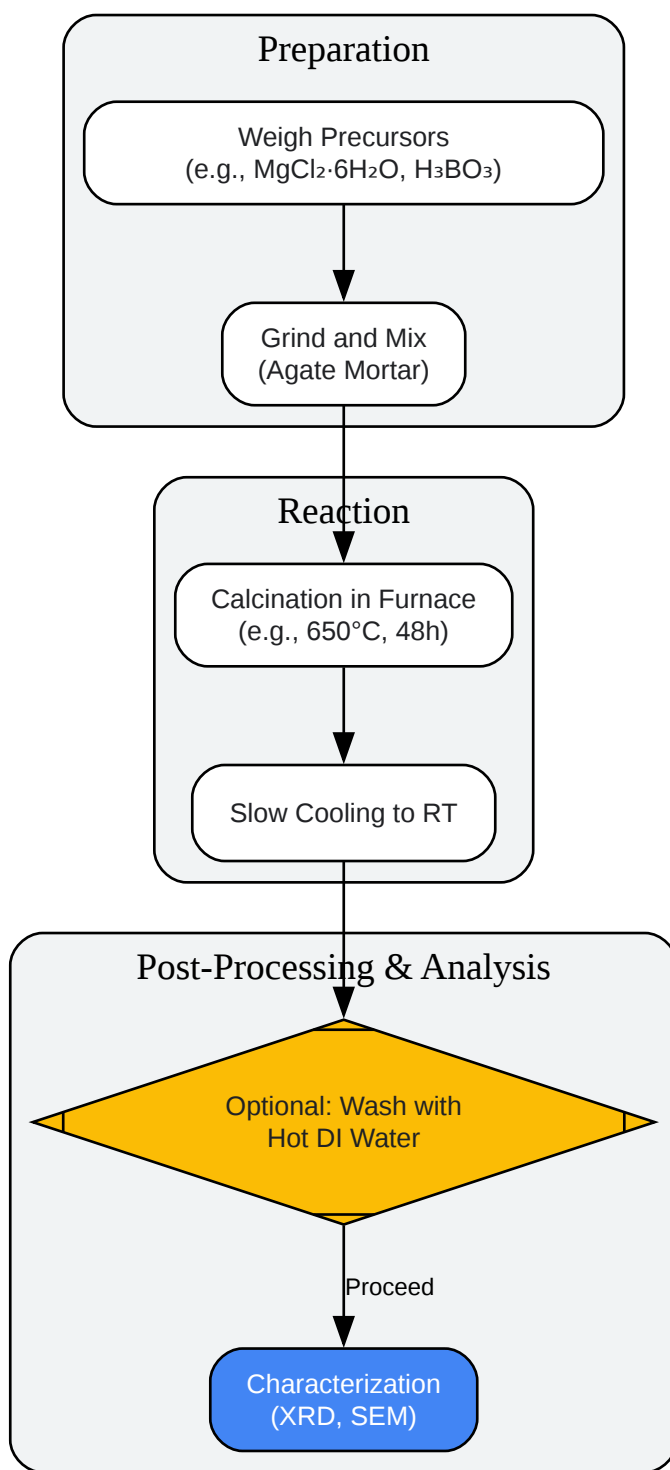 Preparation
Weigh Precursors
(e.g., MgCl₂·6H₂O, H₃BO₃)
Grind and Mix
(Agate Mortar)
Reaction
Calcination in Furnace
(e.g., 650°C, 48h)
Slow Cooling to RT
Post-Processing & Analysis
Optional: Wash with
Hot DI Water
Proceed
Characterization
(XRD, SEM)